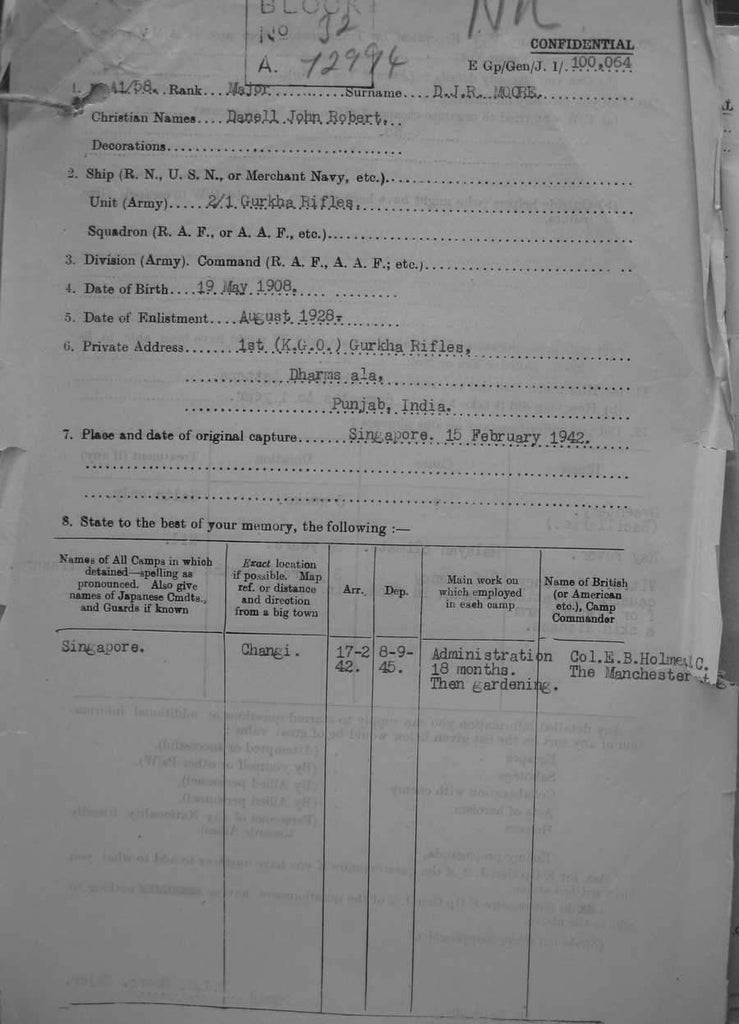 BLOCK
No 52
A. 12994
CONFIDENTIAL
E Gp/Gen/J. 1/. 100,064
1. 41/58. Rank.... Major............Surname.... D.J.R. MOORE.
Christian Names.... Danell John Robert.
Decorations
2. Ship (R. N., U. S. N., or Merchant Navy, etc.)
Unit (Army)..... 2/1 Gurkha Rifles.
Squadron (R. A. F., or A. A. F., etc.)
3. Division (Army). Command (R. A. F., A. A. F.; etc.)
4. Date of Birth.... 19 May 1908.
5. Date of Enlistment.... August 1928.
6. Private Address....... 1st (K.G.O.) Gurkha Rifles,
Dharms ala,
Punjab, India.
7. Place and date of original capture....... Singapore. 15 February 1942.
8. State to the best of your memory, the following :—
Names of All Camps in which detained—spelling as pronounced. Also give names of Japanese Cmdts., and Guards if known
Exact location if possible. Map ref. or distance and direction from a big town
Arr.
Dep.
Main work on which employed in each camp
Name of British (or American etc.), Camp Commander
Singapore.
Changi.
17-2
42.
8-9-
45.
Administration
18 months.
Then gardening.
Col.E.B.Holmes
The Manchester